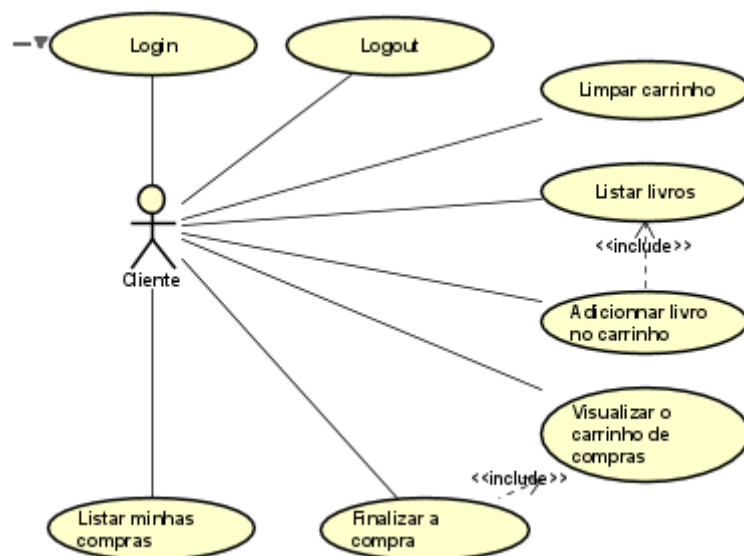 Login
Logout
Limpar carrinho
Listar livros
<<include>>
Cliente
Adicionnar livro
no carrinho
Visualizar o
carrinho de
compras
<<include>>
Listar minhas
compras
Finalizar a
compra